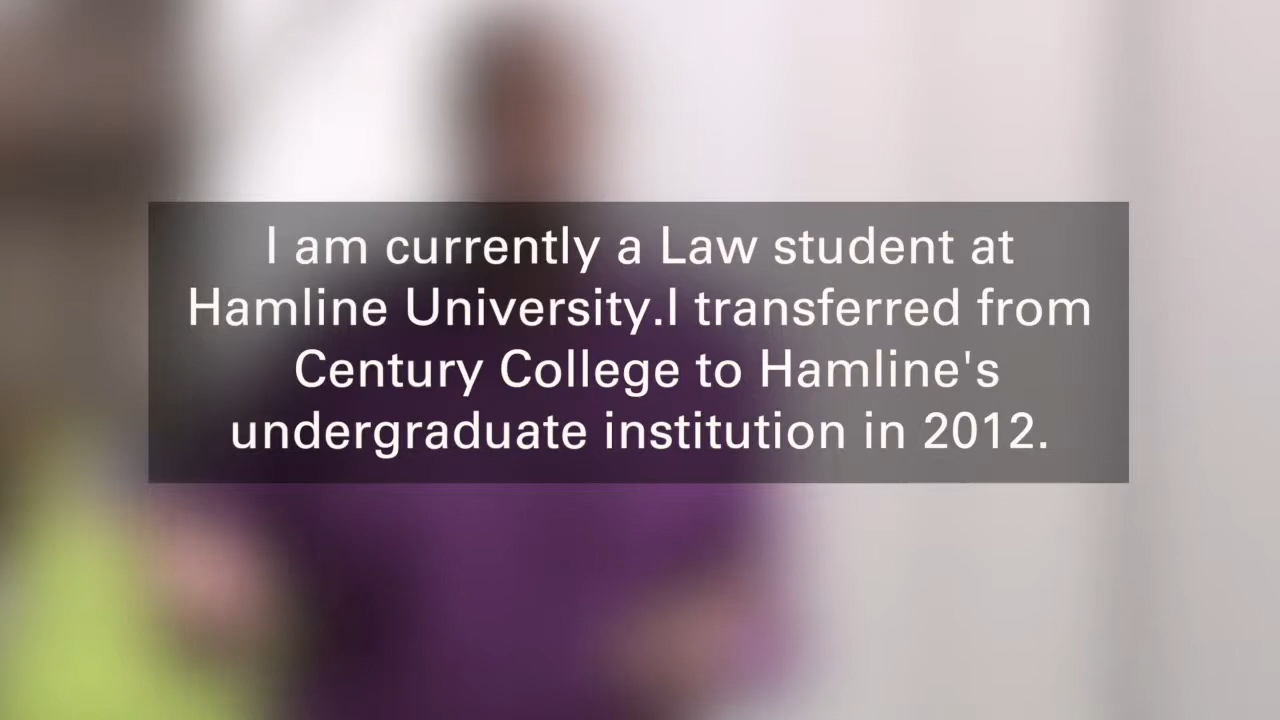 I am currently a Law student at
Hamline University.I transferred from
Century College to Hamline's
undergraduate institution in 2012.